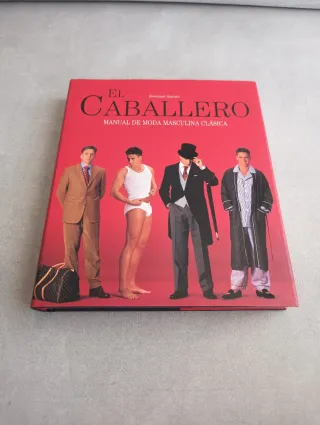 EL
CABALLERO
MANUAL DE MODA MASCULINA CLÁSICA